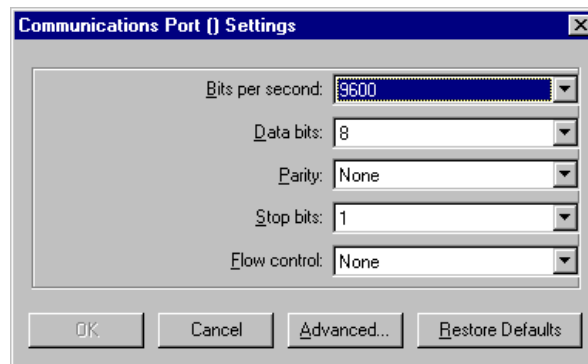 Communications Port () Settings
Bits per second: 9600
Data bits: 8
Parity: None
Stop bits: 1
Flow control: None
OK Cancel Advanced... Restore Defaults